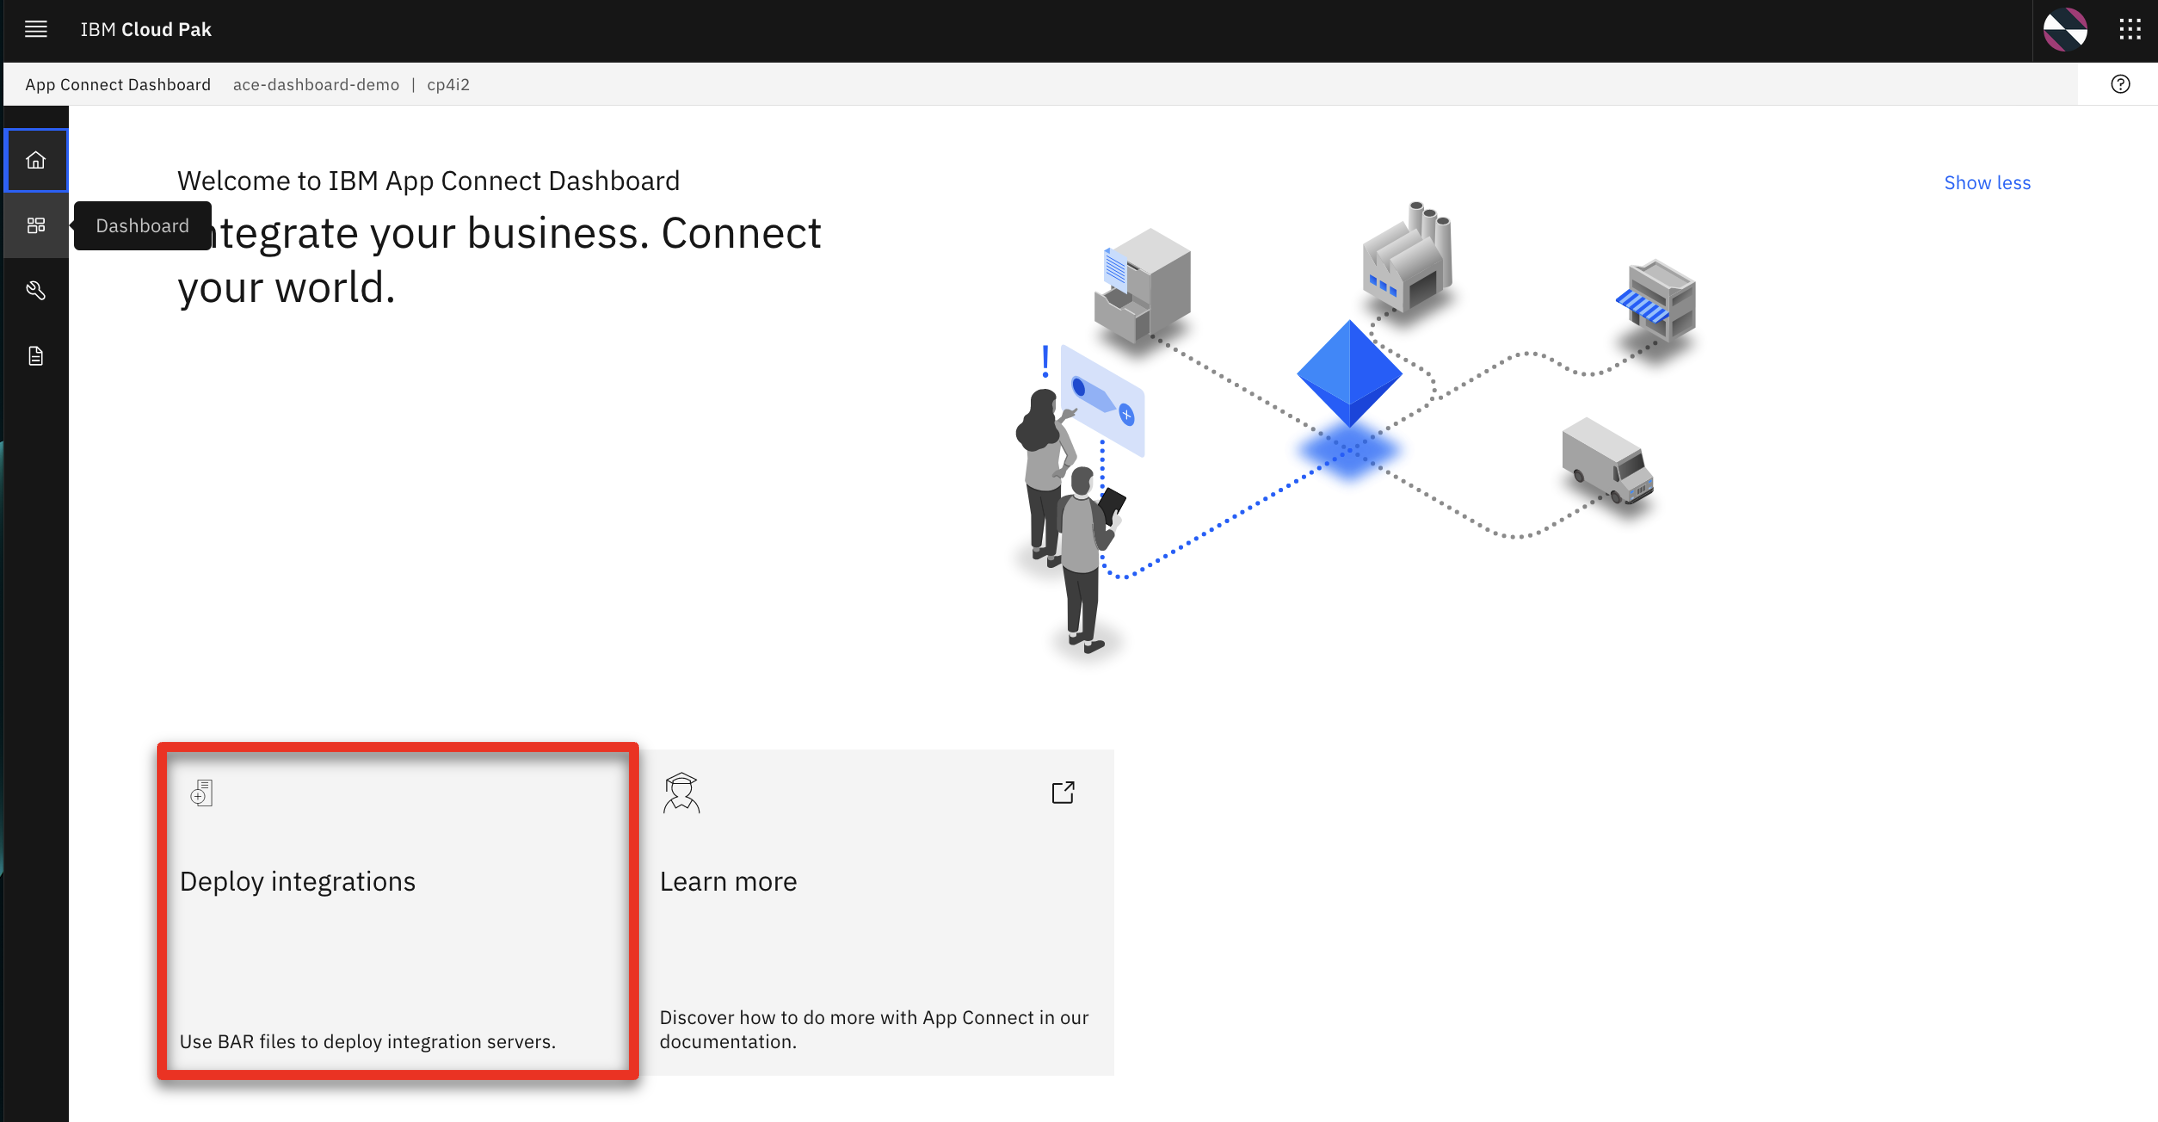 IBM Cloud Pak
App Connect Dashboard ace-dashboard-demo | cp4i2
Welcome to IBM App Connect Dashboard
Show less
Dashboard
ntegrate your business. Connect
your world.
Deploy integrations
Use BAR files to deploy integration servers.
Learn more
Discover how to do more with App Connect in our
documentation.